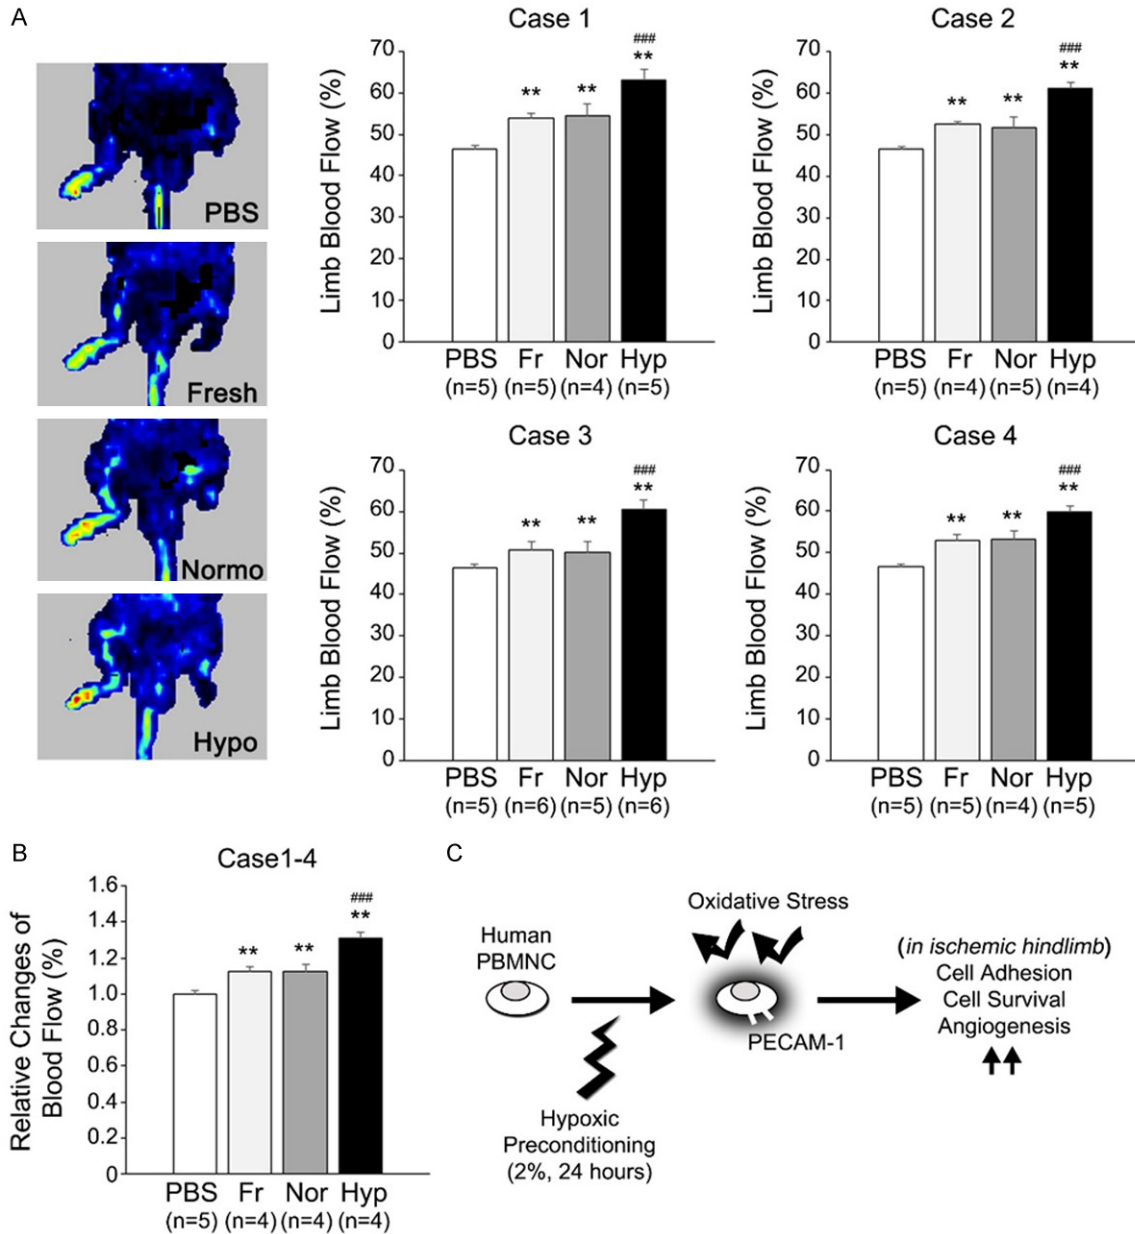 A
PBS
Fresh
Normo
Hypo
Case 1
Limb Blood Flow (%)
70
60
50
40
30
20
10
0
**
**
###
**
PBS Fr Nor Hyp
(n=5) (n=5) (n=4) (n=5)
Case 2
Limb Blood Flow (%)
70
60
50
40
30
20
10
0
**
**
###
**
PBS Fr Nor Hyp
(n=5) (n=4) (n=5) (n=4)
Case 3
Limb Blood Flow (%)
70
60
50
40
30
20
10
0
**
**
###
**
PBS Fr Nor Hyp
(n=5) (n=6) (n=5) (n=6)
Case 4
Limb Blood Flow (%)
70
60
50
40
30
20
10
0
**
**
###
**
PBS Fr Nor Hyp
(n=5) (n=5) (n=4) (n=5)
B
Case1-4
Relative Changes of
Blood Flow (%)
1.6
1.4
1.2
1.0
0.8
0.6
0.4
0.2
0
**
**
###
**
PBS Fr Nor Hyp
(n=5) (n=4) (n=4) (n=4)
C
Human
PBMNC
Hypoxic
Preconditioning
(2%, 24 hours)
Oxidative Stress
PECAM-1
(in ischemic hindlimb)
Cell Adhesion
Cell Survival
Angiogenesis